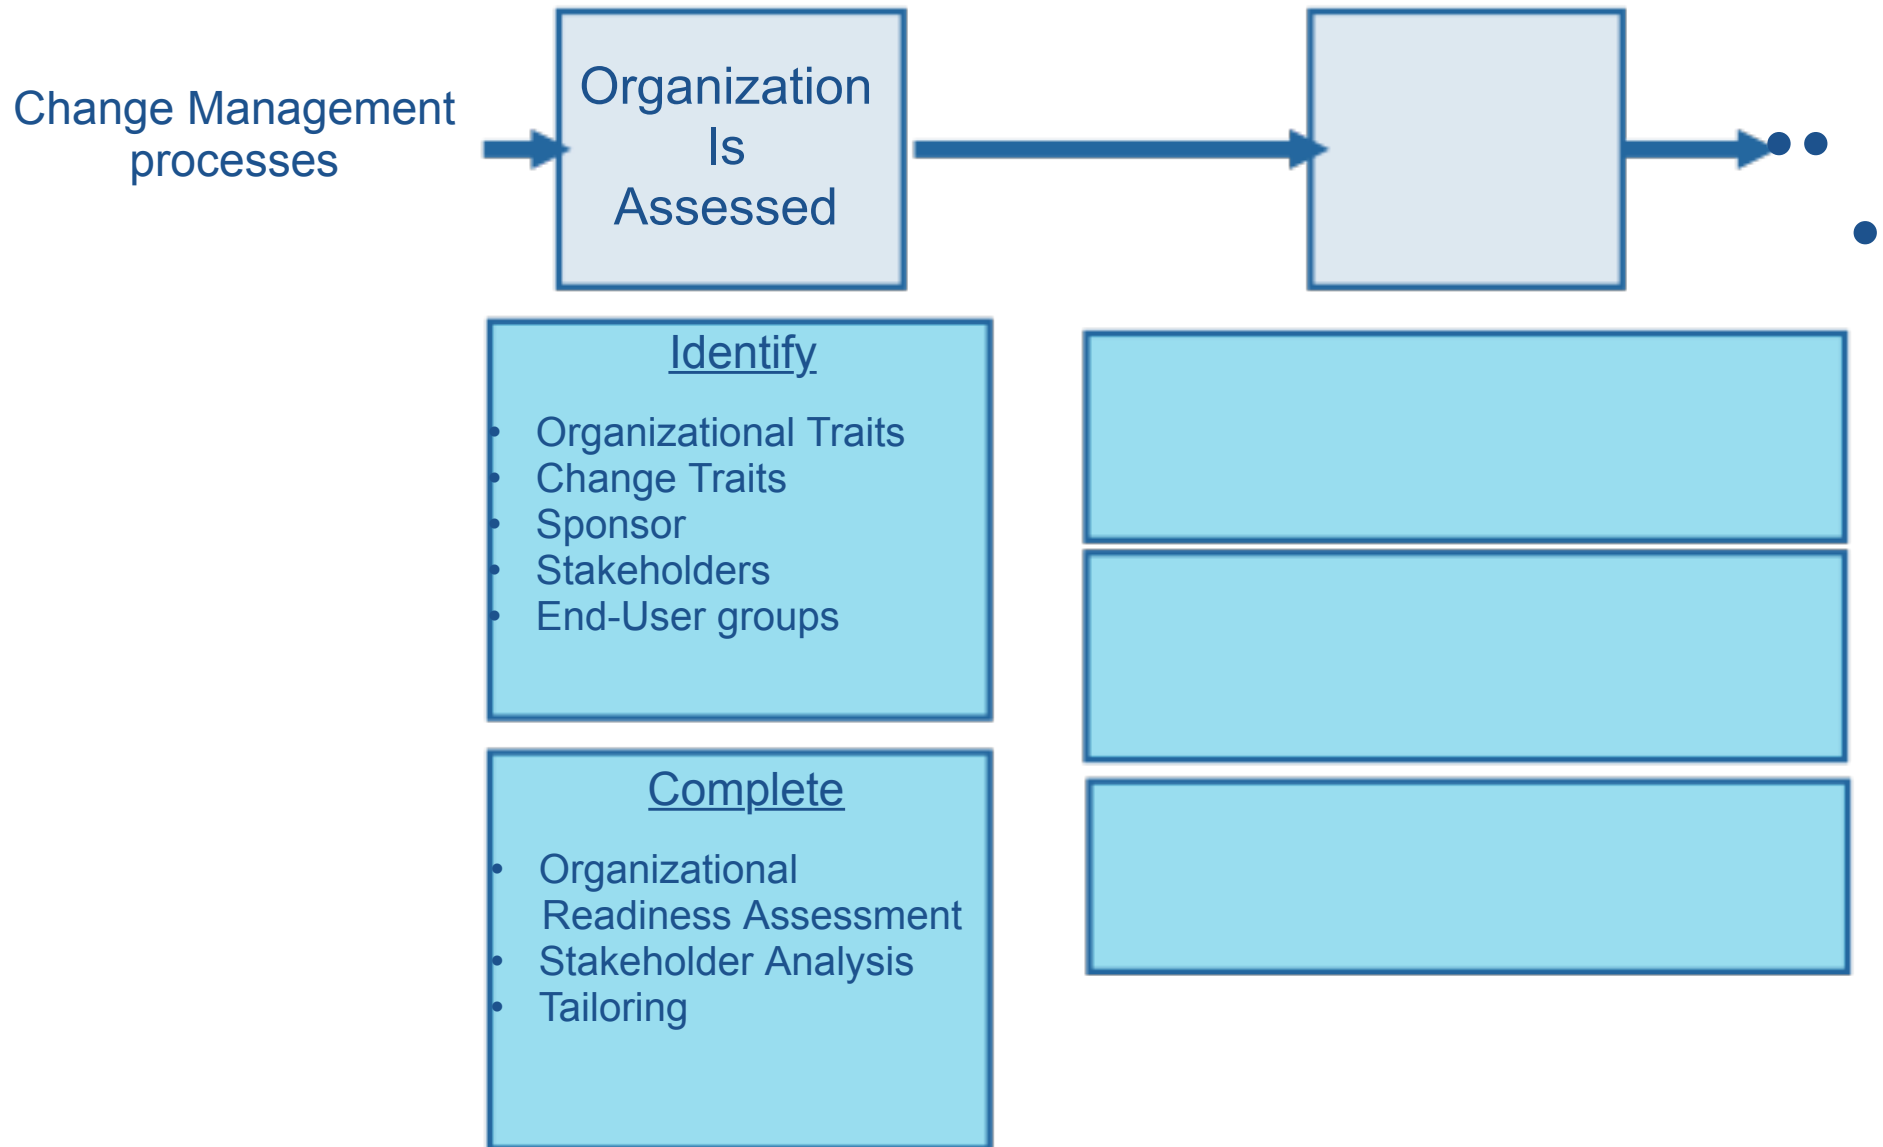 Change Management
processes
Organization
Is
Assessed
•••
Identify
• Organizational Traits
• Change Traits
• Sponsor
• Stakeholders
• End-User groups
Complete
• Organizational
Readiness Assessment
• Stakeholder Analysis
• Tailoring